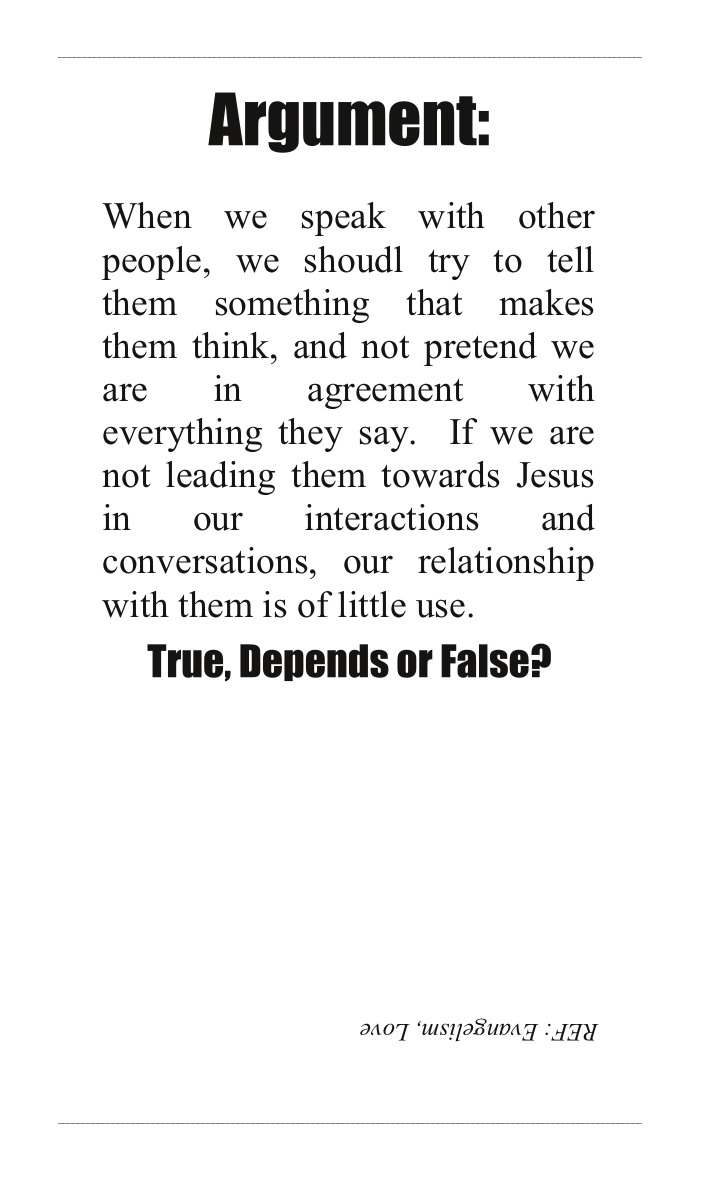 Argument:
When we speak with other
people, we shoudl try to tell
them something that makes
them think, and not pretend we
are in agreement with
everything they say. If we are
not leading them towards Jesus
in our interactions and
conversations, our relationship
with them is of little use.
True, Depends or False?
REF: Evangelism, Love